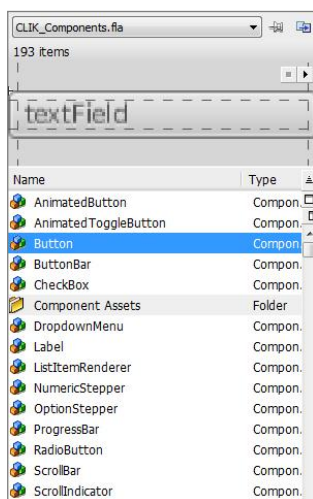 CLIK_Components.fla
193 items
textField
Name Type
AnimatedButton Compon.
AnimatedToggleButton Compon.
Button Compon.
ButtonBar Compon.
CheckBox Compon.
Component Assets Folder
DropdownMenu Compon.
Label Compon.
ListItemRenderer Compon.
NumericStepper Compon.
OptionStepper Compon.
ProgressBar Compon.
RadioButton Compon.
ScrollBar Compon.
ScrollIndicator Compon.